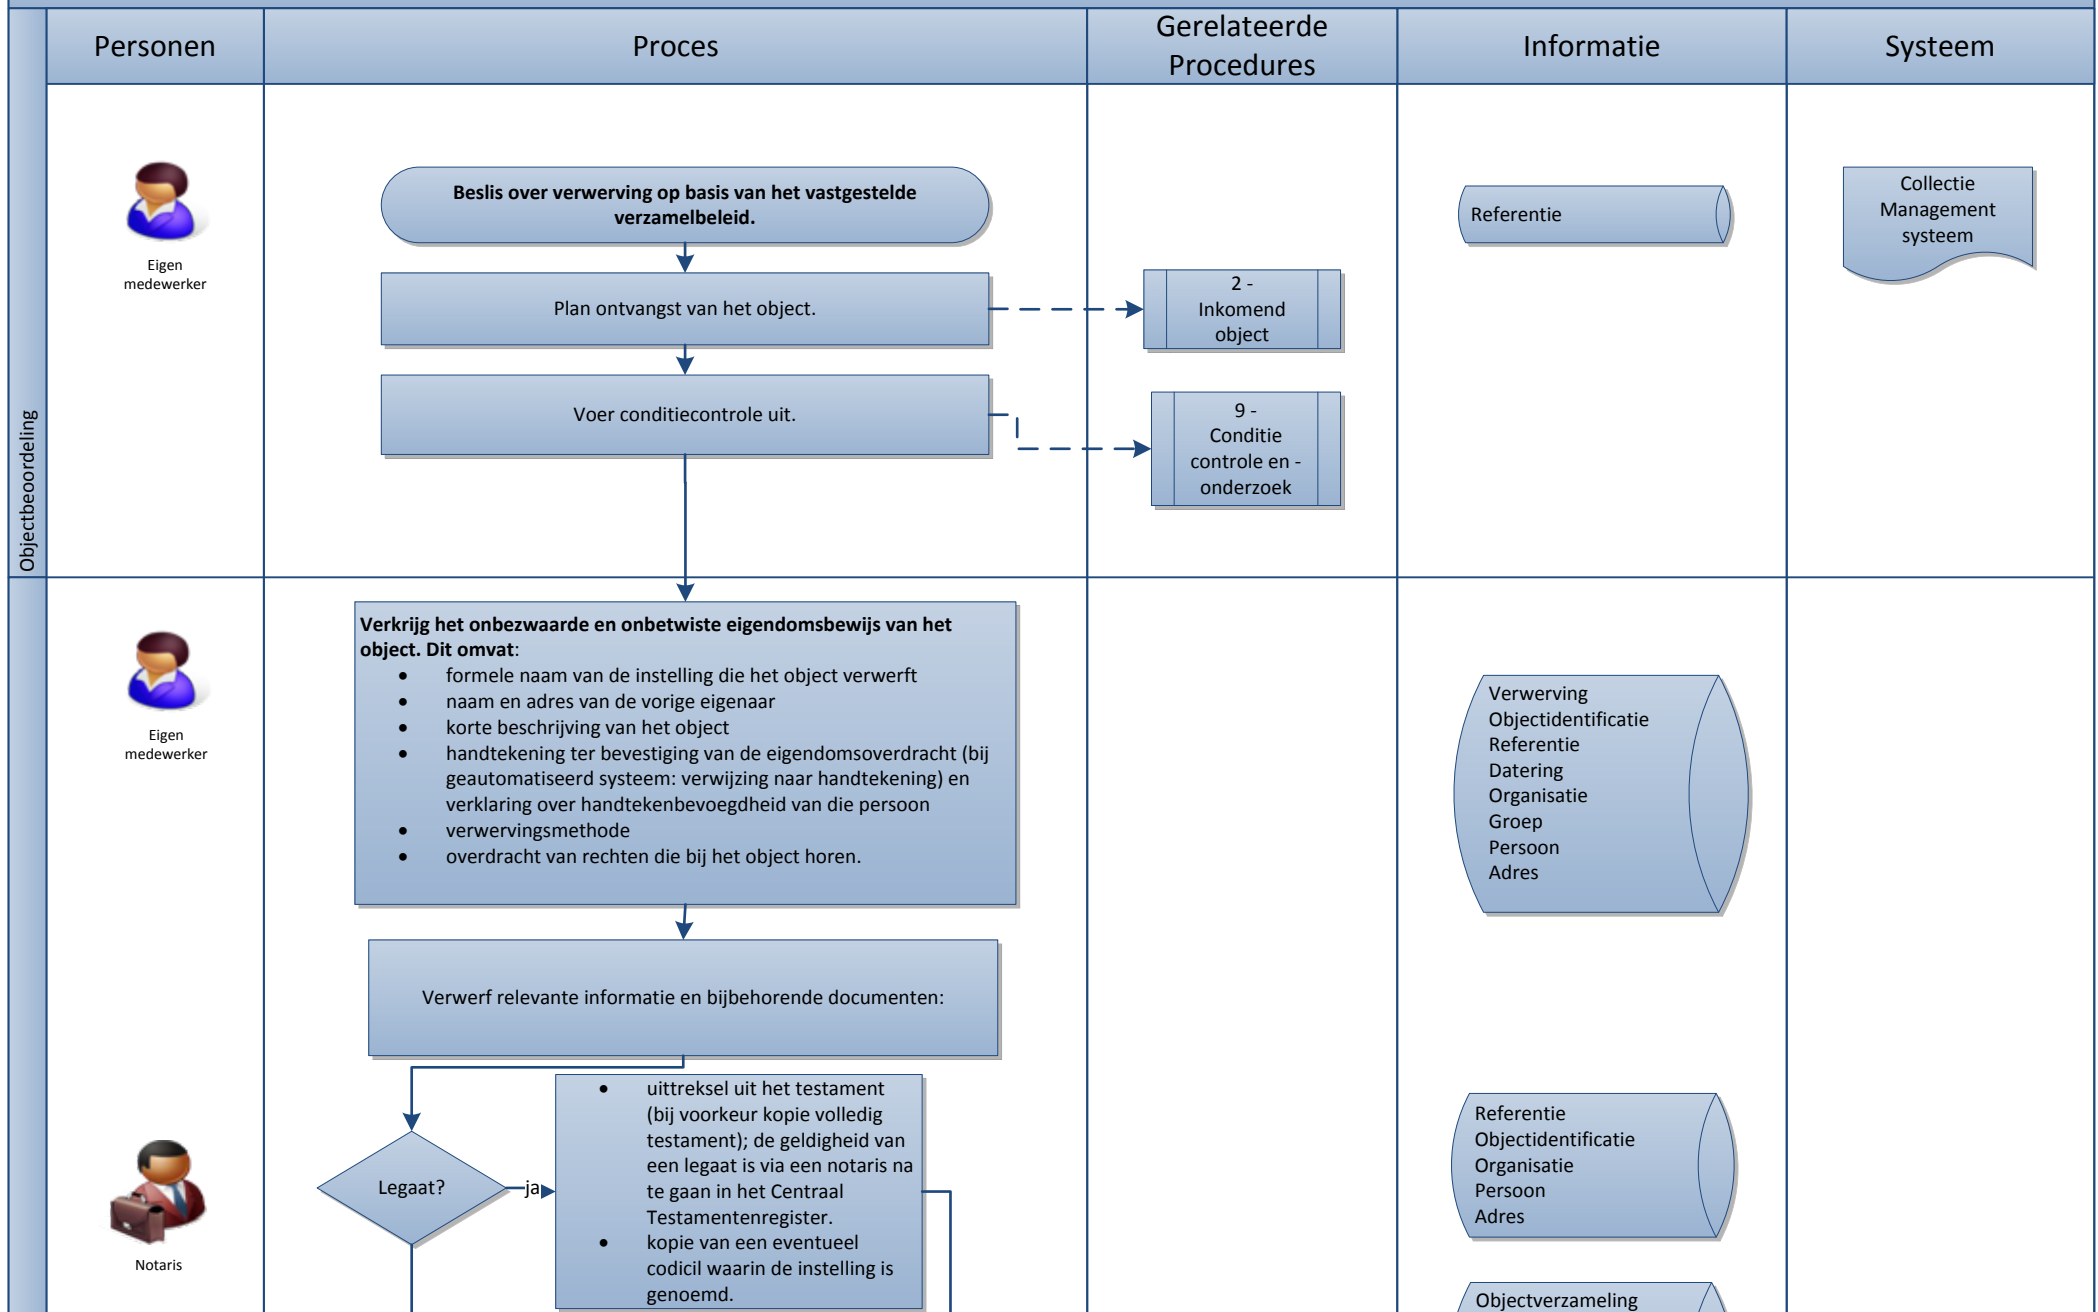 Personen
Proces
Gerelateerde
Procedures
Informatie
Systeem
Objectbeoordeling
Eigen
medewerker
Beslis over verwerving op basis van het vastgestelde
verzamelbeleid.
Plan ontvangst van het object.
Voer conditiecontrole uit.
2 -
Inkomend
object
9 -
Conditie
controle en -
onderzoek
Referentie
Collectie
Management
systeem
Eigen
medewerker
Verkrijg het onbezwaarde en onbetwiste eigendomsbewijs van het
object. Dit omvat:
• formele naam van de instelling die het object verwerft
• naam en adres van de vorige eigenaar
• korte beschrijving van het object
• handtekening ter bevestiging van de eigendomsoverdracht (bij
geautomatiseerd systeem: verwijzing naar handtekening) en
verklaring over handtekenbevoegdheid van die persoon
• verwervingsmethode
• overdracht van rechten die bij het object horen.
Verwerving
Objectidentificatie
Referentie
Datering
Organisatie
Groep
Persoon
Adres
Verwerf relevante informatie en bijbehorende documenten:
Notaris
Legaat?
ja
• uittreksel uit het testament
(bij voorkeur kopie volledig
testament); de geldigheid van
een legaat is via een notaris na
te gaan in het Centraal
Testamentenregister.
• kopie van een eventueel
codicil waarin de instelling is
genoemd.
Referentie
Objectidentificatie
Organisatie
Persoon
Adres
Objectverzameling